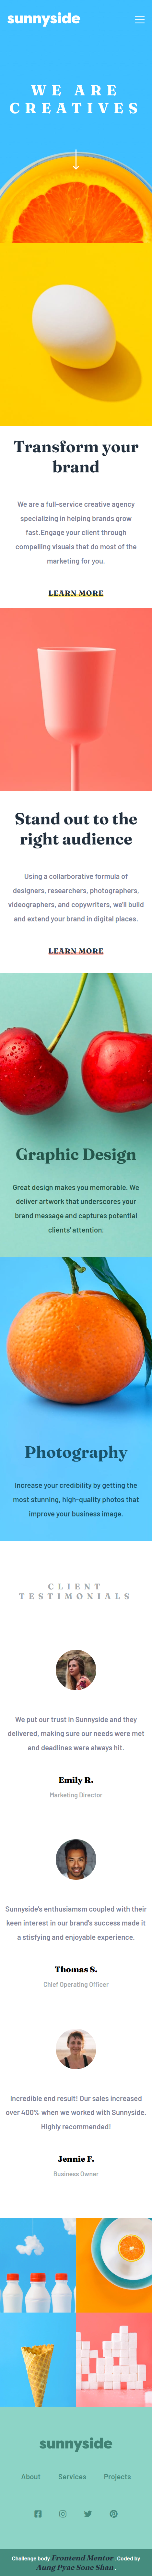 sunnyside
WE ARE
CREATIVES
Transform your
brand
We are a full-service creative agency
specializing in helping brands grow
fast.Engage your client through
compelling visuals that do most of the
marketing for you.
LEARN MORE
Stand out to the
right audience
Using a collarborative formula of
designers, researchers, photographers,
videographers, and copywriters, we'll build
and extend your brand in digital places.
LEARN MORE
Graphic Design
Great design makes you memorable. We
deliver artwork that underscores your
brand message and captures potential
clients' attention.
Photography
Increase your credibility by getting the
most stunning, high-quality photos that
improve your business image.
CLIENT
TESTIMONIALS
We put our trust in Sunnyside and they
delivered, making sure our needs were met
and deadlines were always hit.
Emily R.
Marketing Director
Sunnyside's enthusiamsm coupled with their
keen interest in our brand's success made it
a stisfying and enjoyable experience.
Thomas S.
Chief Operating Officer
Incredible end result! Our sales increased
over 400% when we worked with Sunnyside.
Highly recommended!
Jennie F.
Business Owner
sunnyside
About Services Projects
Challenge body Frontend Mentor . Coded by
Aung Pyae Sone Shan .